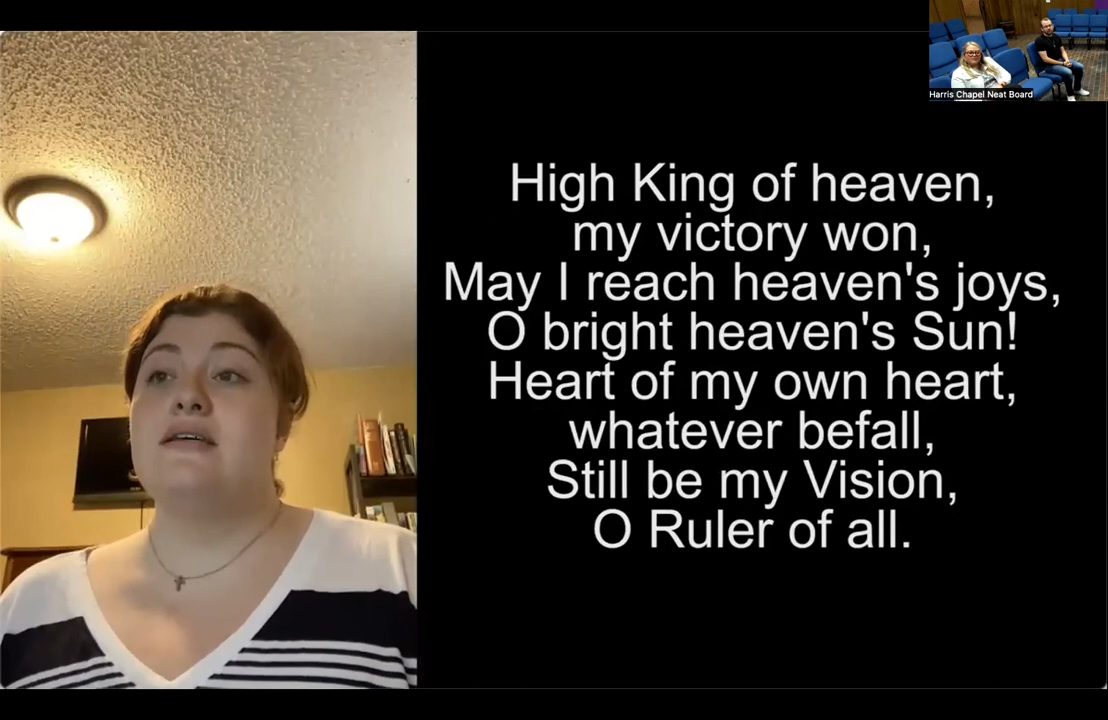 Harris Chapel Neat Board
High King of heaven,
my victory won,
May I reach heaven's joys,
O bright heaven's Sun!
Heart of my own heart,
whatever befall,
Still be my Vision,
O Ruler of all.